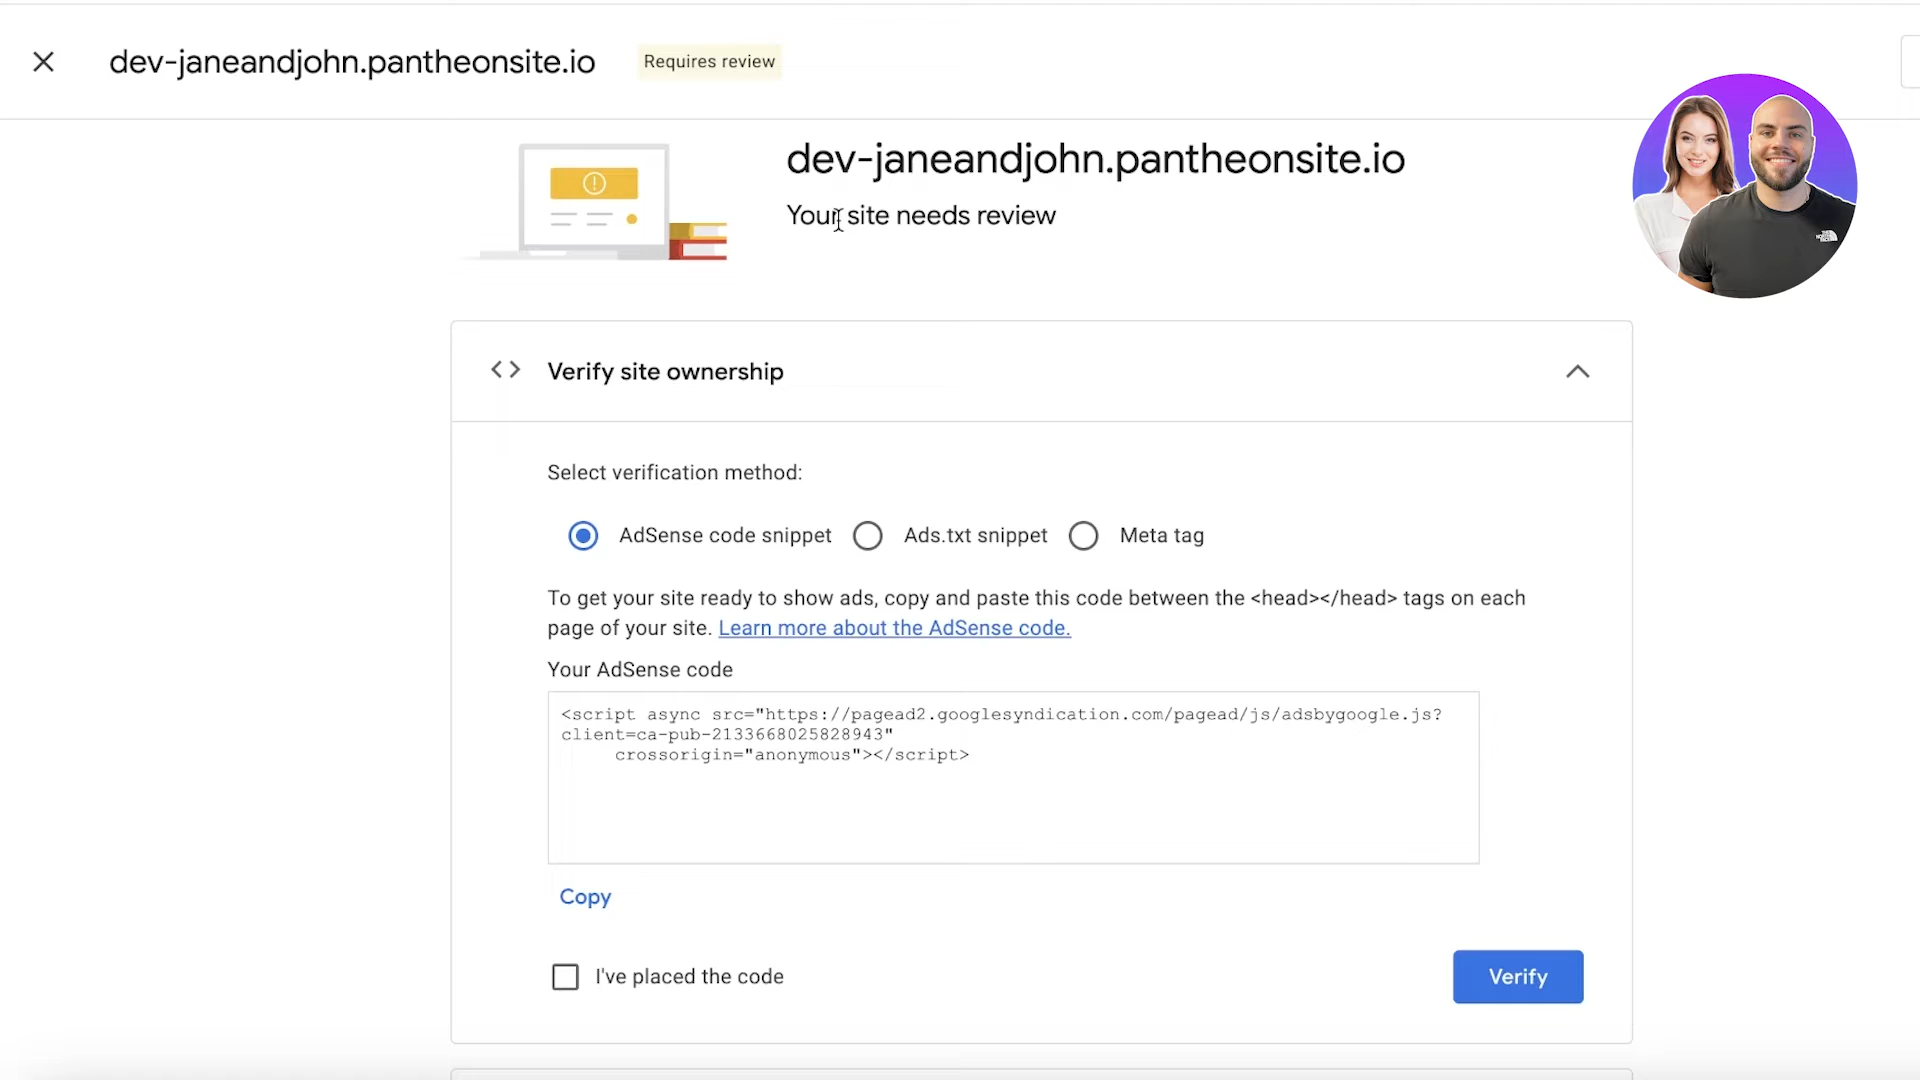 dev-janeandjohn.pantheonsite.io
Requires review
dev-janeandjohn.pantheonsite.io
Your site needs review
Verify site ownership
Select verification method:
AdSense code snippet
Ads.txt snippet
Meta tag
To get your site ready to show ads, copy and paste this code between the <head></head> tags on each
page of your site. Learn more about the AdSense code.
Your AdSense code
<script async src="https://pagead2.googlesyndication.com/pagead/js/adsbygoogle.js?
client=ca-pub-2133668025828943"
crossorigin="anonymous"></script>
Copy
I've placed the code
Verify